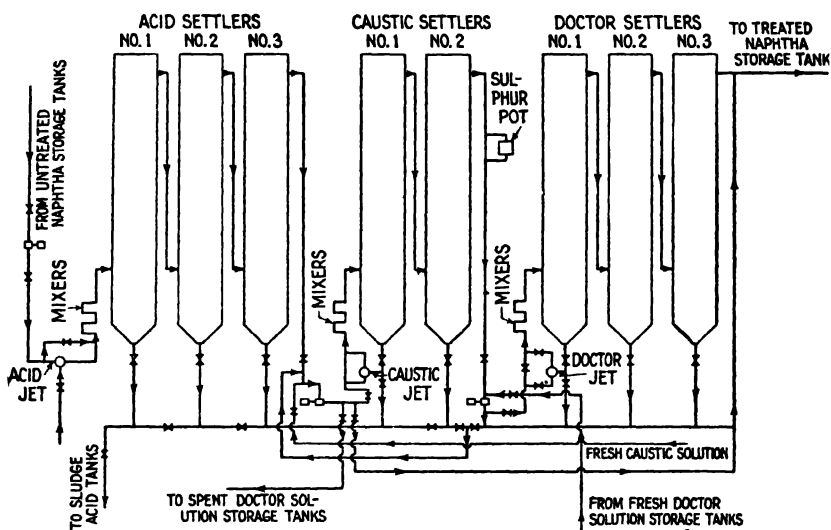 ACID SETTLERS
NO.1 NO.2 NO.3
CAUSTIC SETTLERS
NO.1 NO.2
DOCTOR SETTLERS
NO.1 NO.2 NO.3
TO TREATED
NAPHTHA
STORAGE TANK
FROM UNTREATED
NAPHTHA STORAGE TANKS
SUL-
PHUR
POT
MIXERS
MIXERS
MIXERS
ACID
JET
CAUSTIC
JET
DOCTOR
JET
FRESH CAUSTIC SOLUTION
TO SLUDGE
ACID TANKS
TO SPENT DOCTOR SOL-
UTION STORAGE TANKS
FROM FRESH DOCTOR
SOLUTION STORAGE TANKS